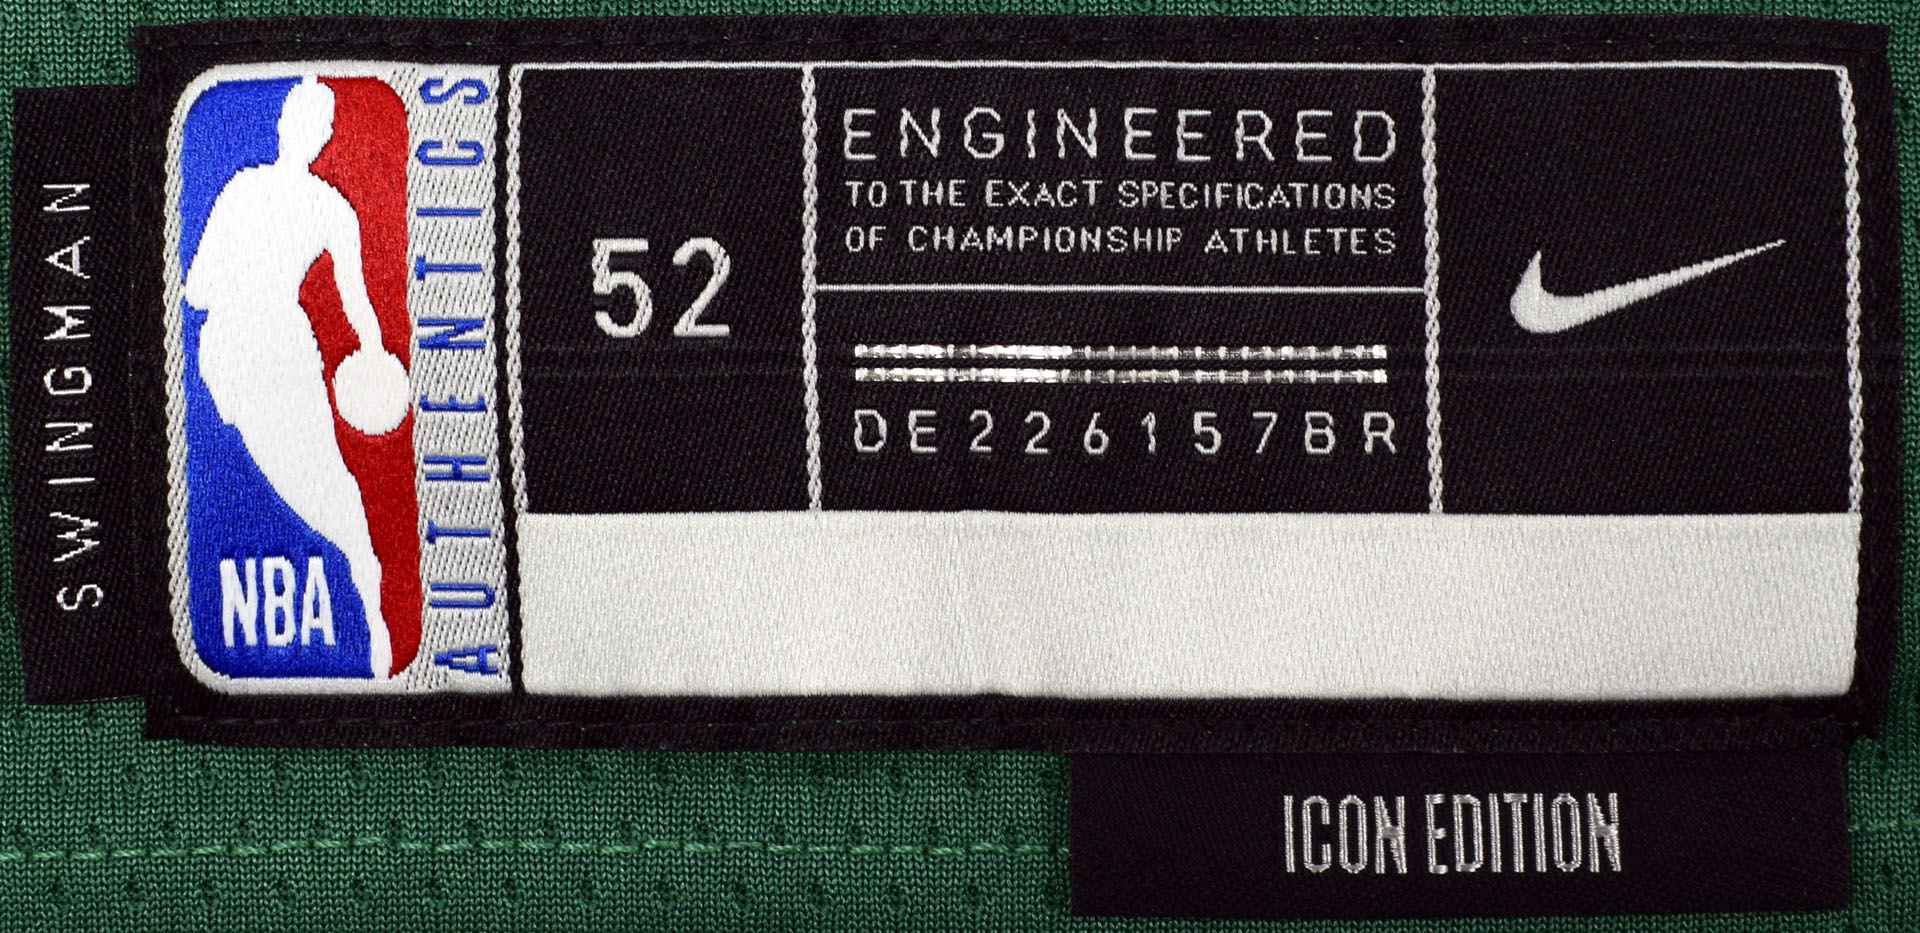 SWINGMAN
NBA
AUTHENTICS
52
ENGINEERED
TO THE EXACT SPECIFICATIONS
OF CHAMPIONSHIP ATHLETES
DE226157BR
ICON EDITION